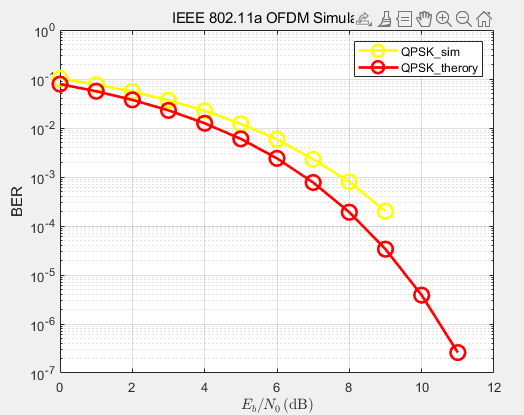 IEEE 802.11a OFDM Simula
QPSK_sim
QPSK_therory
10^0
10^-1
10^-2
10^-3
10^-4
10^-5
10^-6
10^-7
BER
0 2 4 6 8 10 12
E_b/N_0 (dB)